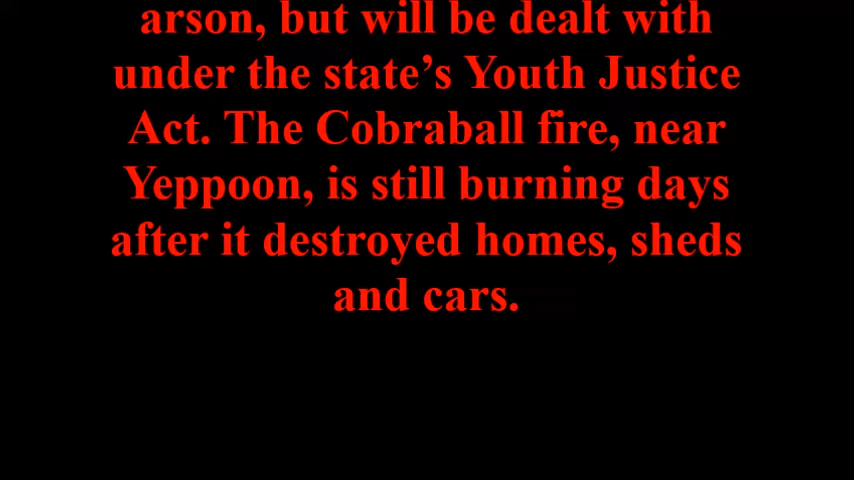 arson, but will be dealt with
under the state’s Youth Justice
Act. The Cobraball fire, near
Yeppoon, is still burning days
after it destroyed homes, sheds
and cars.